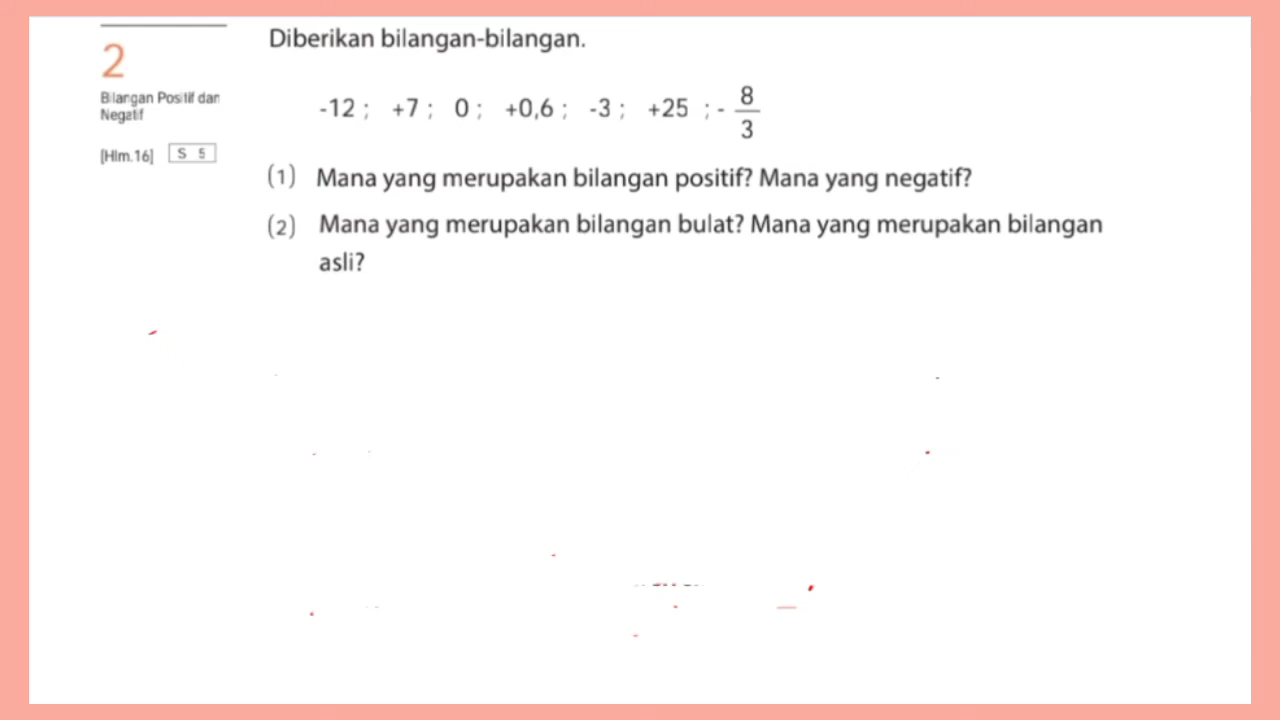 2
Bilangan Positif dan
Negatif
[Hlm.16] S 5
Diberikan bilangan-bilangan.
-12 ; +7 ; 0 ; +0,6 ; -3 ; +25 ; - 8/3
(1) Mana yang merupakan bilangan positif? Mana yang negatif?
(2) Mana yang merupakan bilangan bulat? Mana yang merupakan bilangan
asli?